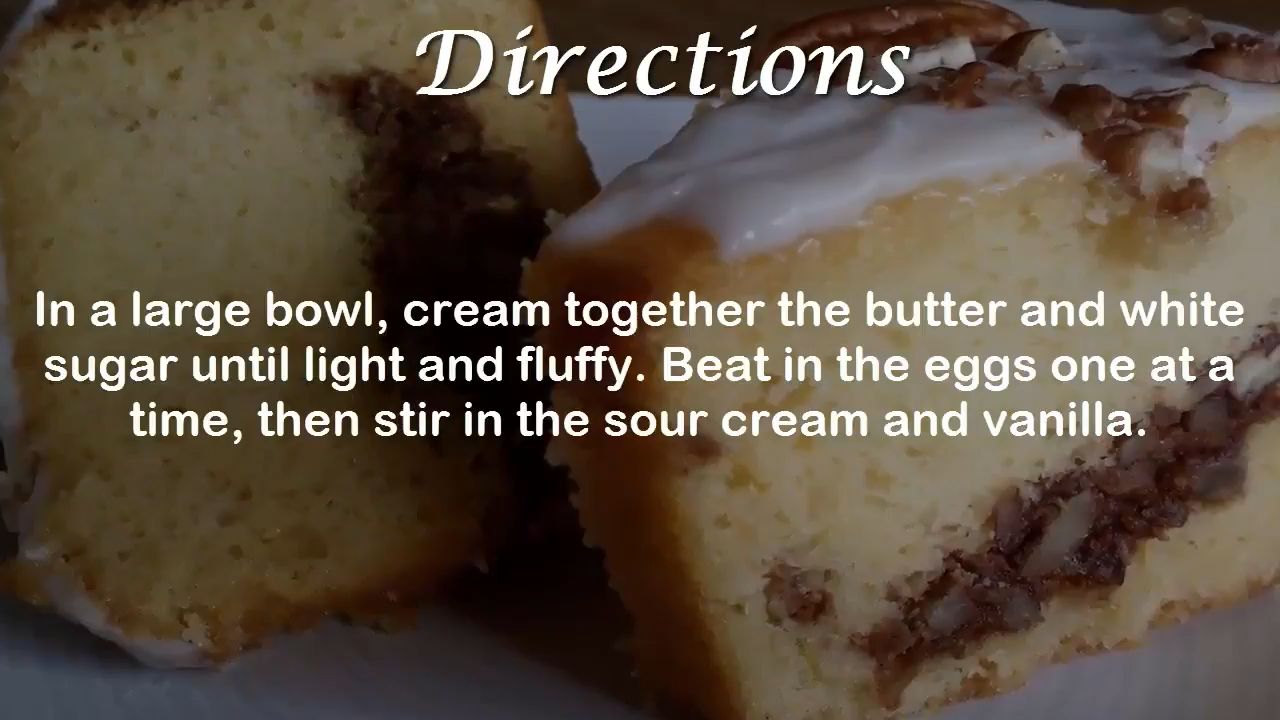 Directions
In a large bowl, cream together the butter and white
sugar until light and fluffy. Beat in the eggs one at a
time, then stir in the sour cream and vanilla.